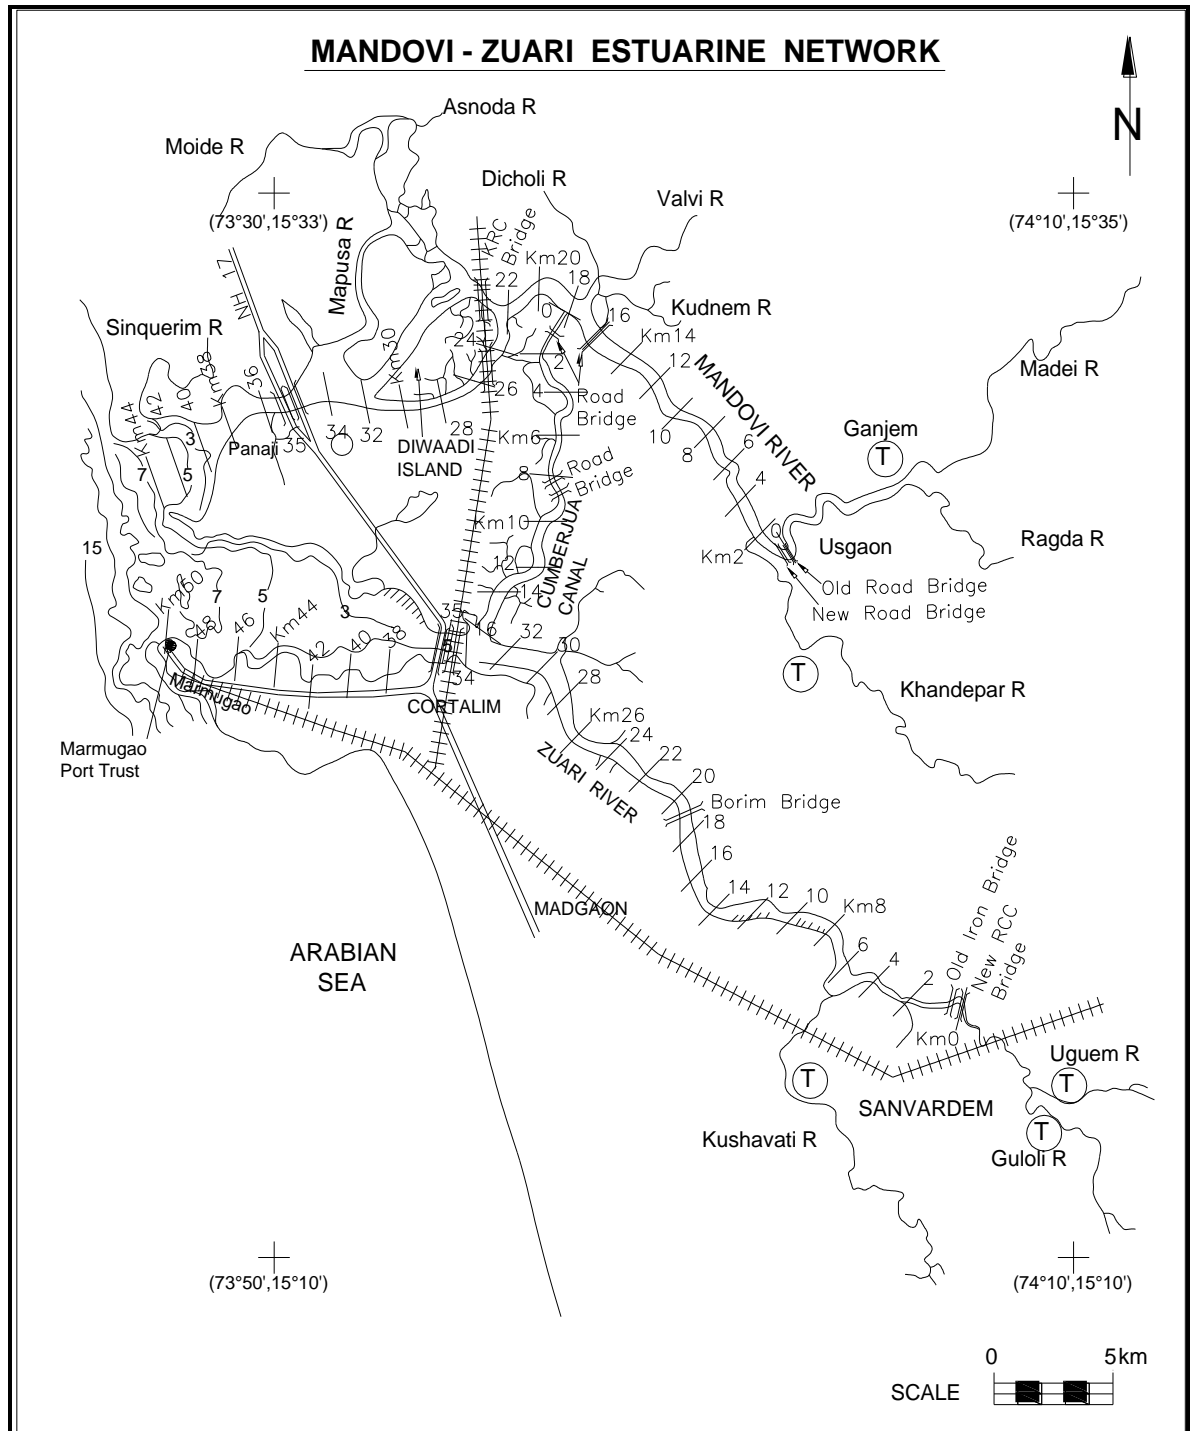 MANDOVI - ZUARI ESTUARINE NETWORK
N
Asnoda R
Moide R
Dicholi R
Valvi R
(73°30',15°33')
(74°10',15°35')
KRC
Bridge
Mapusa R
NH 17
Km20
22
18
0
16
Kudnem R
Sinquerim R
Km14
24
2
12
Km30
Km38
36
40
42
Km44
26
4
Road
Bridge
MANDOVI RIVER
Madei R
3
Panaji
35
34
32
28
10
8
6
4
Ganjem
T
DIWAADI
ISLAND
Km6
8
Road
Bridge
7
5
Km10
CUMBERJUA
CANAL
0
Km2
Usgaon
Ragda R
15
12
14
Old Road Bridge
New Road Bridge
Km50
7
5
48
46
Km44
3
42
40
38
35
5
16
32
30
34
T
28
Khandepar R
Marmugao
CORTALIM
Km26
24
22
Marmugao
Port Trust
ZUARI RIVER
20
Borim Bridge
18
16
14
12
10
Km8
MADGAON
6
4
2
Old Iron Bridge
New RCC
Bridge
ARABIAN
SEA
Km0
Uguem R
T
T
SANVARDEM
T
Kushavati R
Guloli R
(73°50',15°10')
(74°10',15°10')
0
5km
SCALE